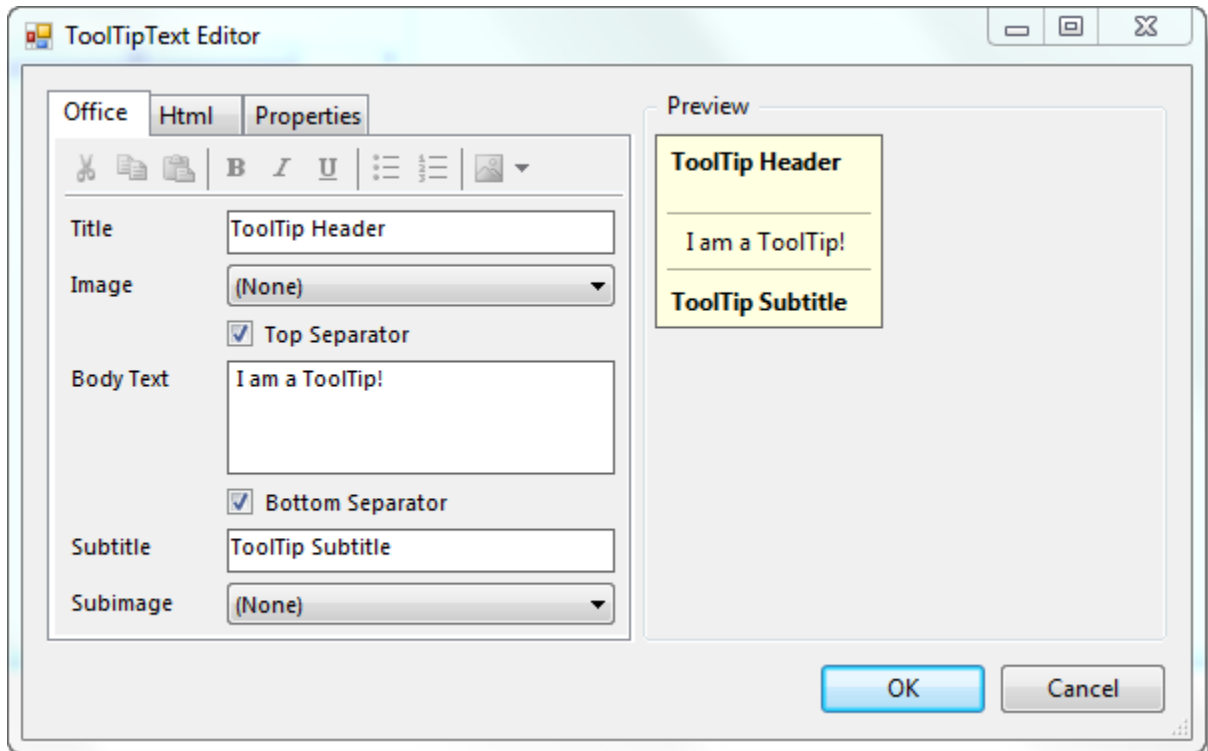 ToolTipText Editor
Office Html Properties
B I U
Title ToolTip Header
Image (None)
Top Separator
Body Text I am a ToolTip!
Bottom Separator
Subtitle ToolTip Subtitle
Subimage (None)
Preview
ToolTip Header
I am a ToolTip!
ToolTip Subtitle
OK Cancel